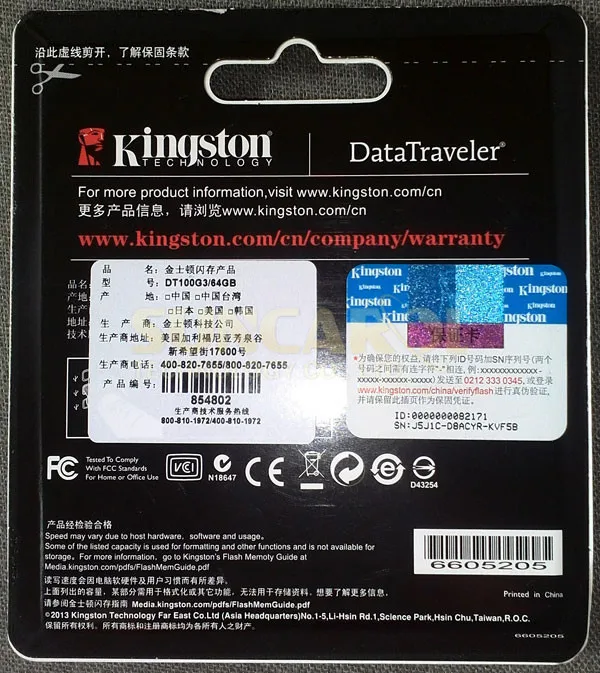 沿此虚线剪开，了解保固条款
Kingston
TECHNOLOGY
DataTraveler®
For more product information,visit www.kingston.com/cn
更多产品信息，请浏览www.kingston.com/cn
www.kingston.com/cn/company/warranty
品 名: 金士顿闪存产品
型 号: DT100G3/64GB
产 地: □中国 □中国台湾
□日本 □美国 □韩国
生 产 商: 金士顿科技公司
生产商地址: 美国加利福尼亚芳泉谷
新希望街17600号
生产商电话: 400-820-7655/800-820-7655
产品编号:
854802
生产商技术服务热线
800-810-1972/400-810-1972
Kingston
保证卡
*为确保您的权益,请将下列ID号码加SN序列号(两个
号码之间需有连字符"-"相连, 例:xxxxxxxxxxxxx-
xxxxx-xxxxxx-xxxxx)发送至0212 333 0345, 或登录
www.kingston.com/china/verifyflash进行真伪验证,
并请保留此插页作为保固凭证。
ID:0000000082171
SN:JSJ1C-D8ACYR-KVF5B
FC
Tested To Comply
With FCC Standards
For Home or Office Use
VCI
N18647
CE
D43254
产品经检验合格
Speed may vary due to host hardware, software and usage.
Some of the listed capacity is used for formatting and other functions and is not available for
storage. For more information, go to Kingston's Flash Memoty Guide at
Media.kingston.com/pdfs/FlashMemGuide.pdf
读写速度会因电脑软硬件及用户习惯而有所差异。
上面列出的容量，某部分需用于格式化或其它功能，无法用于存储资料，想要了解更多信息，
请参阅金士顿闪存指南 Media.kingston.com/pdfs/FlashMemGuide.pdf
©2013 Kingston Technology Far East Co.Ltd (Asia Headquarters)No.1-5,Li-Hsin Rd.1,Science Park,Hsin Chu,Taiwan,R.O.C.
保留所有权利。所有商标和注册商标均为各所有人之财产。
6605205
Printed in China
6605205